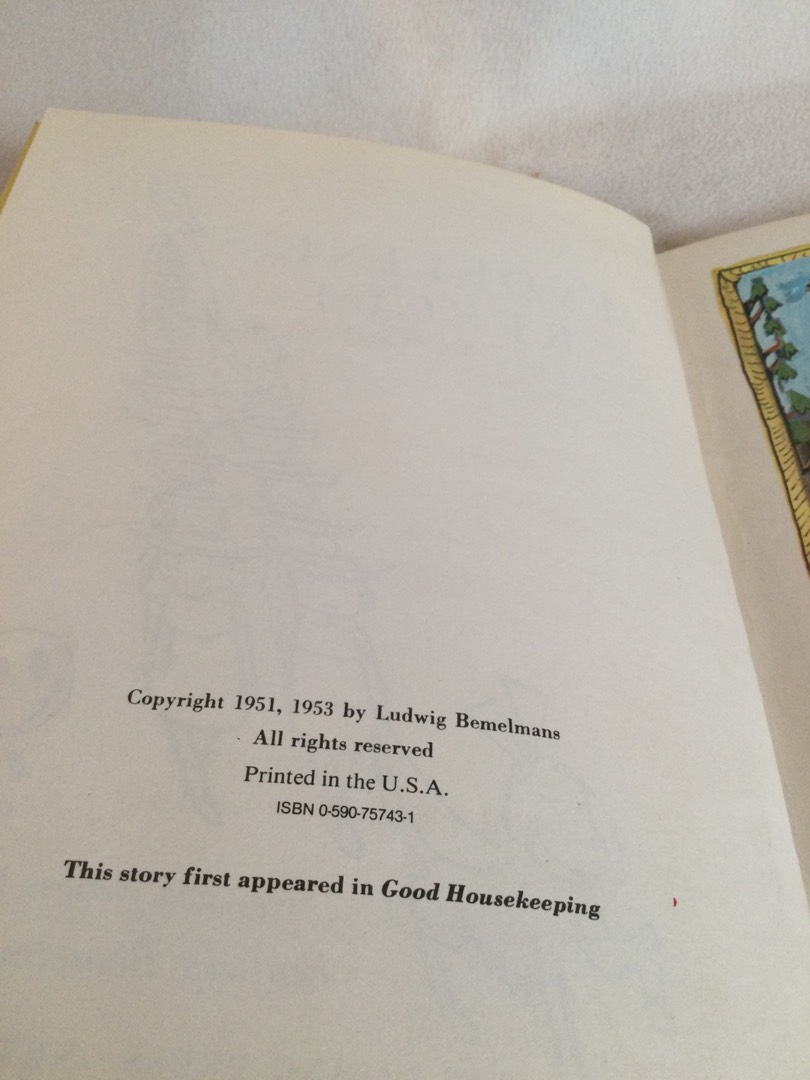 Copyright 1951, 1953 by Ludwig Bemelmans
All rights reserved
Printed in the U.S.A.
ISBN 0-590-75743-1
This story first appeared in Good Housekeeping